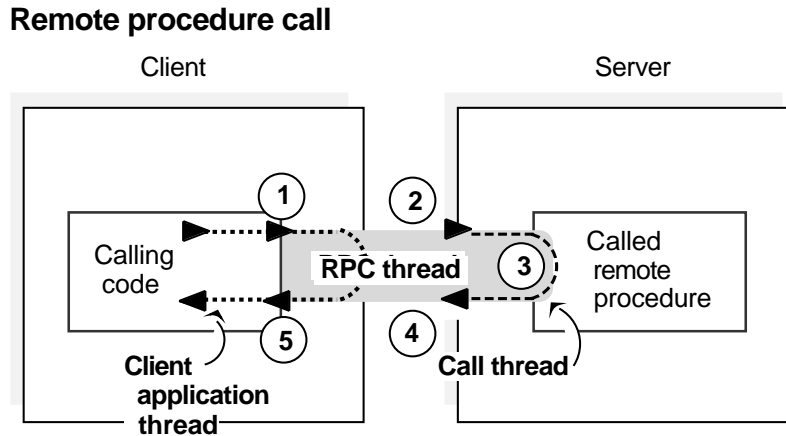 Remote procedure call
Client
Server
1
2
Calling
code
RPC thread
3
Called
remote
procedure
5
4
Client
application
thread
Call thread